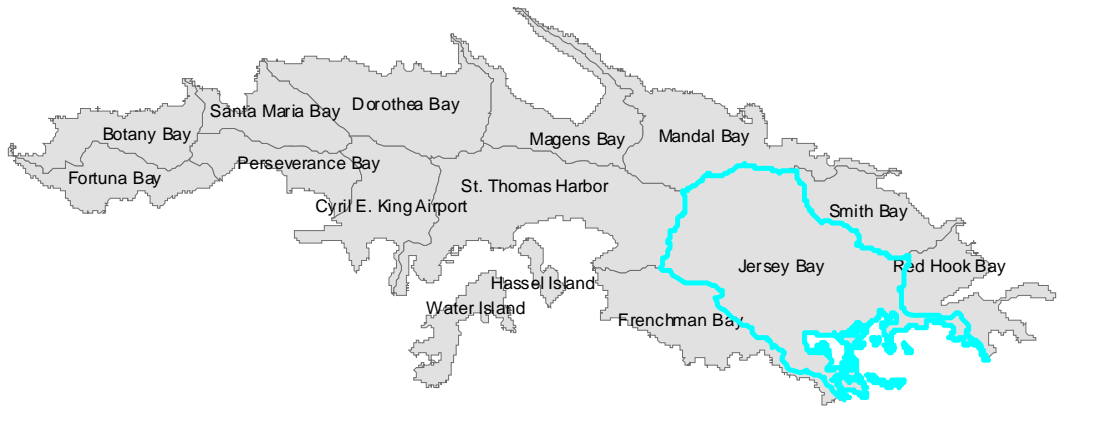 Dorothea Bay
Santa Maria Bay
Botany Bay
Magens Bay
Mandal Bay
Perseverance Bay
Fortuna Bay
St. Thomas Harbor
Cyril E. King Airport
Smith Bay
Jersey Bay
Red Hook Bay
Hassel Island
Water Island
Frenchman Bay